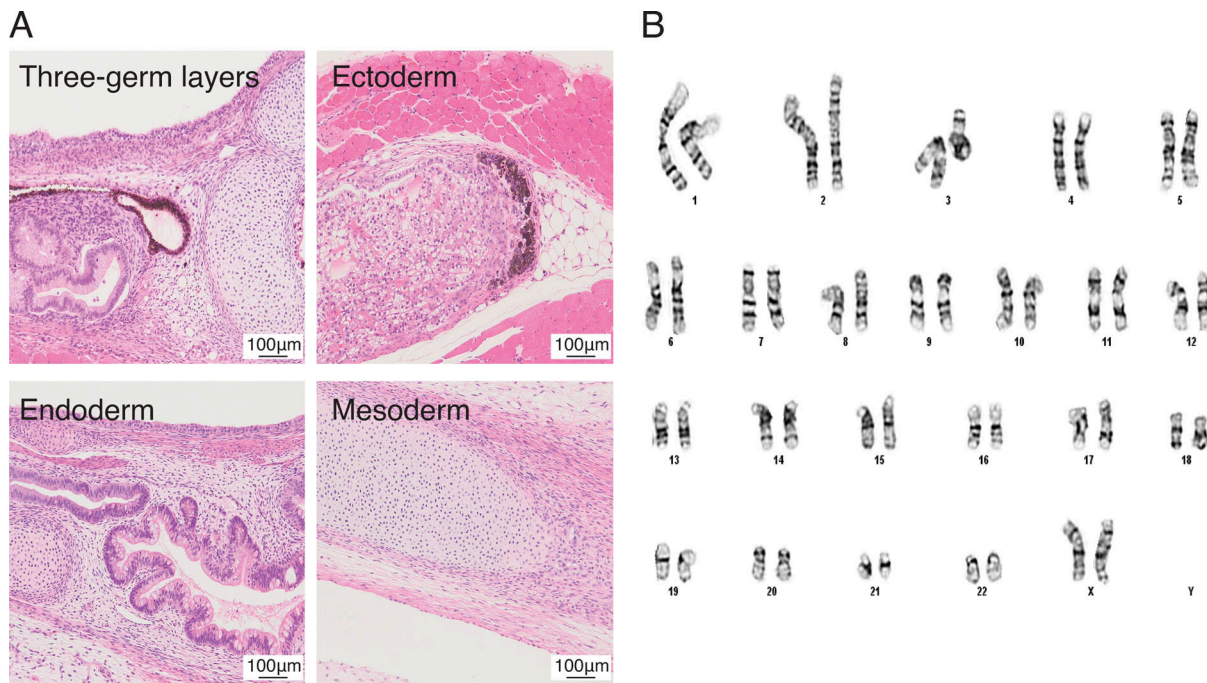 A
B
Three-germ layers
Ectoderm
100µm
100µm
Endoderm
Mesoderm
100µm
100µm
1 2 3 4 5
6 7 8 9 10 11 12
13 14 15 16 17 18
19 20 21 22 X Y